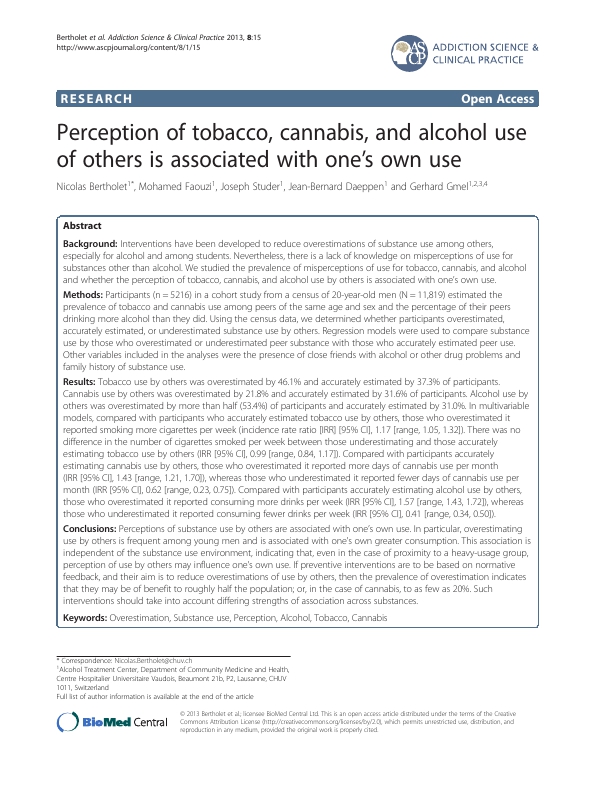 Bertholet et al. Addiction Science & Clinical Practice 2013, 8:15
http://www.ascpjournal.org/content/8/1/15
AS
CP
ADDICTION SCIENCE &
CLINICAL PRACTICE
RESEARCH
Open Access
Perception of tobacco, cannabis, and alcohol use
of others is associated with one's own use
Nicolas Bertholet1*, Mohamed Faouzi1, Joseph Studer1, Jean-Bernard Daeppen1 and Gerhard Gmel1,2,3,4
Abstract
Background: Interventions have been developed to reduce overestimations of substance use among others,
especially for alcohol and among students. Nevertheless, there is a lack of knowledge on misperceptions of use for
substances other than alcohol. We studied the prevalence of misperceptions of use for tobacco, cannabis, and alcohol
and whether the perception of tobacco, cannabis, and alcohol use by others is associated with one's own use.
Methods: Participants (n = 5216) in a cohort study from a census of 20-year-old men (N = 11,819) estimated the
prevalence of tobacco and cannabis use among peers of the same age and sex and the percentage of their peers
drinking more alcohol than they did. Using the census data, we determined whether participants overestimated,
accurately estimated, or underestimated substance use by others. Regression models were used to compare substance
use by those who overestimated or underestimated peer substance with those who accurately estimated peer use.
Other variables included in the analyses were the presence of close friends with alcohol or other drug problems and
family history of substance use.
Results: Tobacco use by others was overestimated by 46.1% and accurately estimated by 37.3% of participants.
Cannabis use by others was overestimated by 21.8% and accurately estimated by 31.6% of participants. Alcohol use by
others was overestimated by more than half (53.4%) of participants and accurately estimated by 31.0%. In multivariable
models, compared with participants who accurately estimated tobacco use by others, those who overestimated it
reported smoking more cigarettes per week (incidence rate ratio [IRR] [95% CI], 1.17 [range, 1.05, 1.32]). There was no
difference in the number of cigarettes smoked per week between those underestimating and those accurately
estimating tobacco use by others (IRR [95% CI], 0.99 [range, 0.84, 1.17]). Compared with participants accurately
estimating cannabis use by others, those who overestimated it reported more days of cannabis use per month
(IRR [95% CI], 1.43 [range, 1.21, 1.70]), whereas those who underestimated it reported fewer days of cannabis use per
month (IRR [95% CI], 0.62 [range, 0.23, 0.75]). Compared with participants accurately estimating alcohol use by others,
those who overestimated it reported consuming more drinks per week (IRR [95% CI], 1.57 [range, 1.43, 1.72]), whereas
those who underestimated it reported consuming fewer drinks per week (IRR [95% CI], 0.41 [range, 0.34, 0.50]).
Conclusions: Perceptions of substance use by others are associated with one's own use. In particular, overestimating
use by others is frequent among young men and is associated with one's own greater consumption. This association is
independent of the substance use environment, indicating that, even in the case of proximity to a heavy-usage group,
perception of use by others may influence one's own use. If preventive interventions are to be based on normative
feedback, and their aim is to reduce overestimations of use by others, then the prevalence of overestimation indicates
that they may be of benefit to roughly half the population; or, in the case of cannabis, to as few as 20%. Such
interventions should take into account differing strengths of association across substances.
Keywords: Overestimation, Substance use, Perception, Alcohol, Tobacco, Cannabis
* Correspondence: Nicolas.Bertholet@chuv.ch
1Alcohol Treatment Center, Department of Community Medicine and Health,
Centre Hospitalier Universitaire Vaudois, Beaumont 21b, P2, Lausanne, CHUV
1011, Switzerland
Full list of author information is available at the end of the article
BioMed Central
© 2013 Bertholet et al.; licensee BioMed Central Ltd. This is an open access article distributed under the terms of the Creative
Commons Attribution License (http://creativecommons.org/licenses/by/2.0), which permits unrestricted use, distribution, and
reproduction in any medium, provided the original work is properly cited.